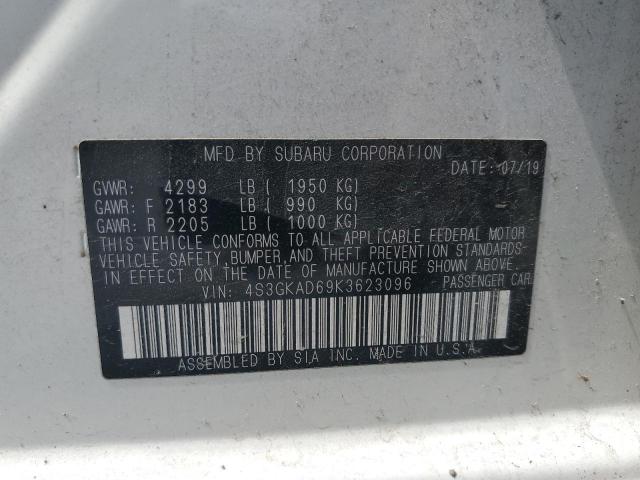 MFD BY SUBARU CORPORATION
DATE: 07/19
GVWR: 4299 LB ( 1950 KG)
GAWR: F 2183 LB ( 990 KG)
GAWR: R 2205 LB ( 1000 KG)
THIS VEHICLE CONFORMS TO ALL APPLICABLE FEDERAL MOTOR
VEHICLE SAFETY, BUMPER, AND THEFT PREVENTION STANDARDS-
IN EFFECT ON THE DATE OF MANUFACTURE SHOWN ABOVE.
VIN: 4S3GKAD69K3623096 PASSENGER CAR
ASSEMBLED BY SIA INC. MADE IN U.S.A.